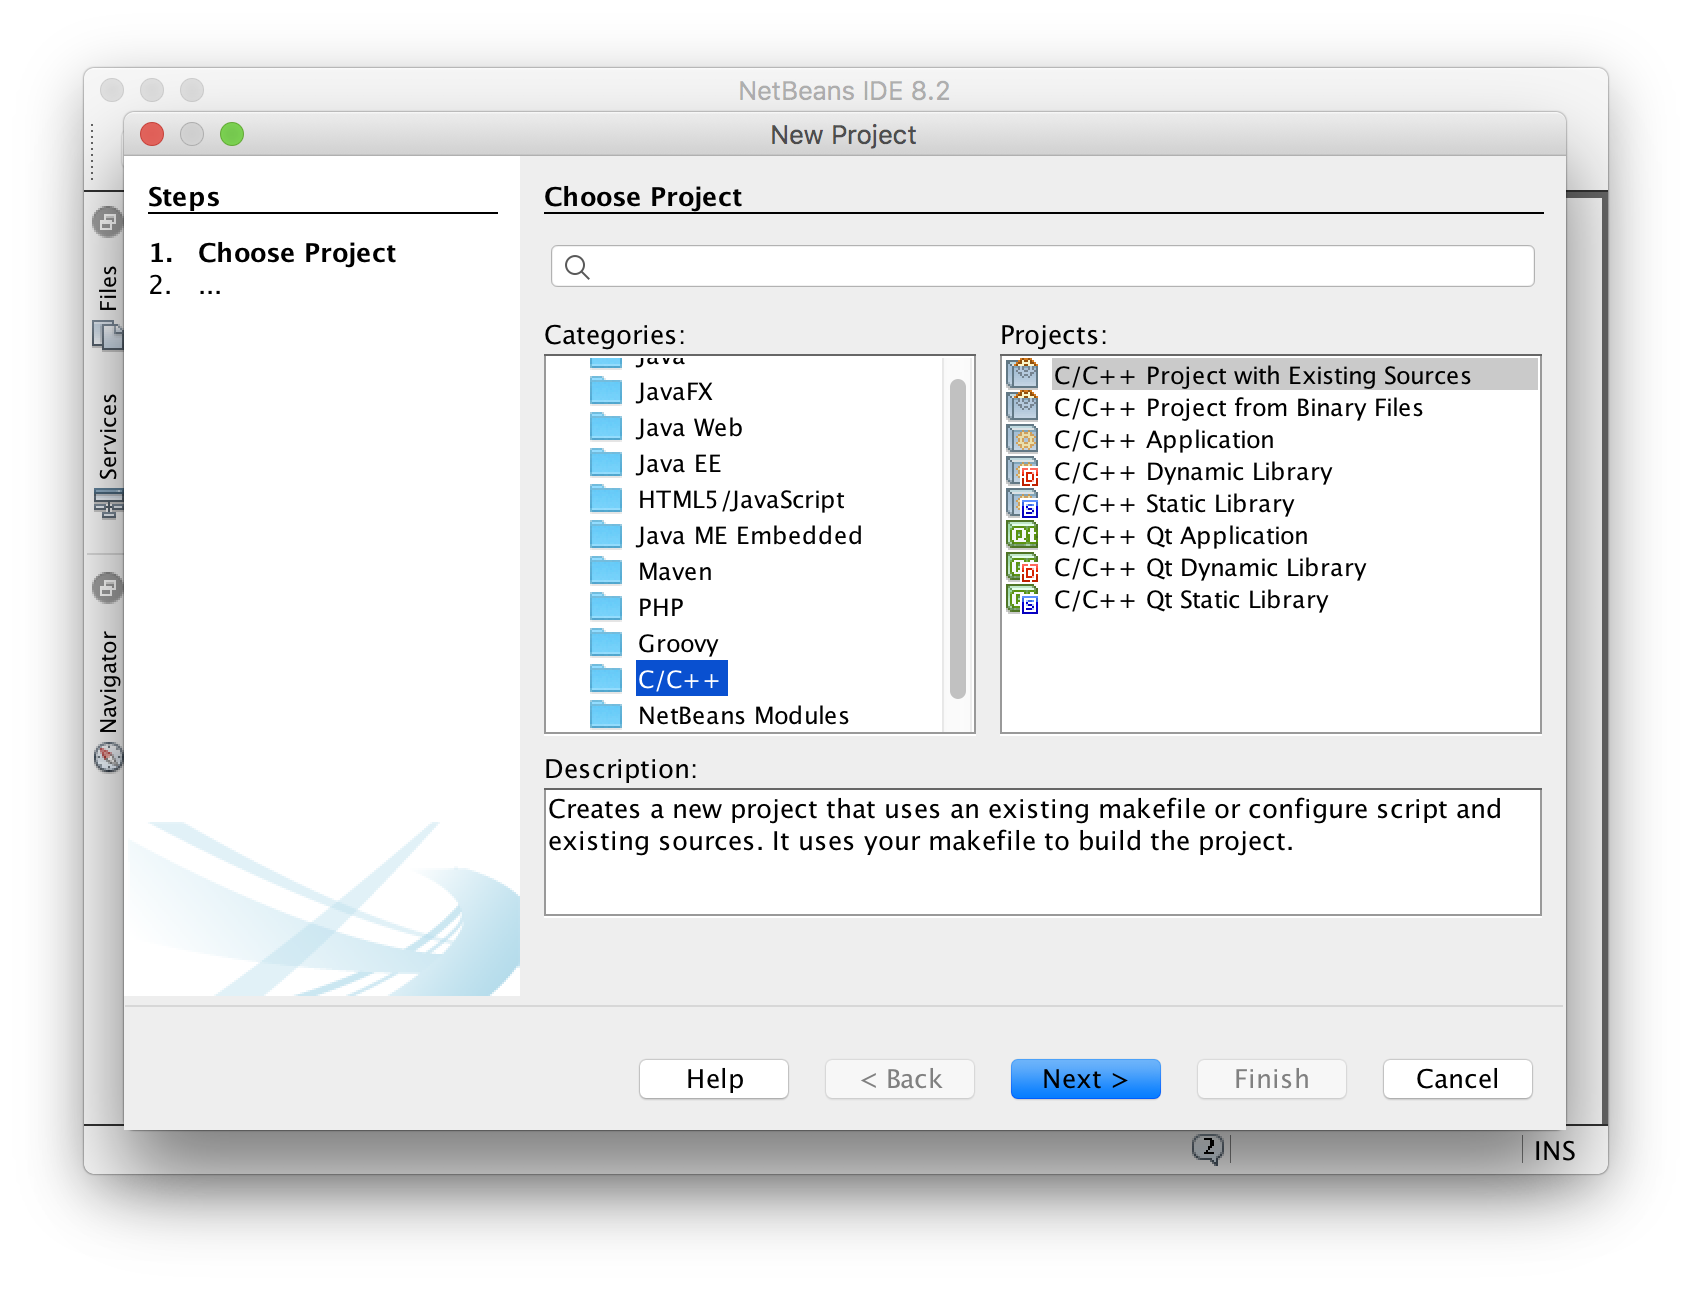 NetBeans IDE 8.2
New Project
Files
Services
Navigator
Steps
1. Choose Project
2. ...
Choose Project
Categories:
Java
JavaFX
Java Web
Java EE
HTML5/JavaScript
Java ME Embedded
Maven
PHP
Groovy
C/C++
NetBeans Modules
Projects:
C/C++ Project with Existing Sources
C/C++ Project from Binary Files
C/C++ Application
C/C++ Dynamic Library
C/C++ Static Library
C/C++ Qt Application
C/C++ Qt Dynamic Library
C/C++ Qt Static Library
Description:
Creates a new project that uses an existing makefile or configure script and
existing sources. It uses your makefile to build the project.
Help
< Back
Next >
Finish
Cancel
2
INS